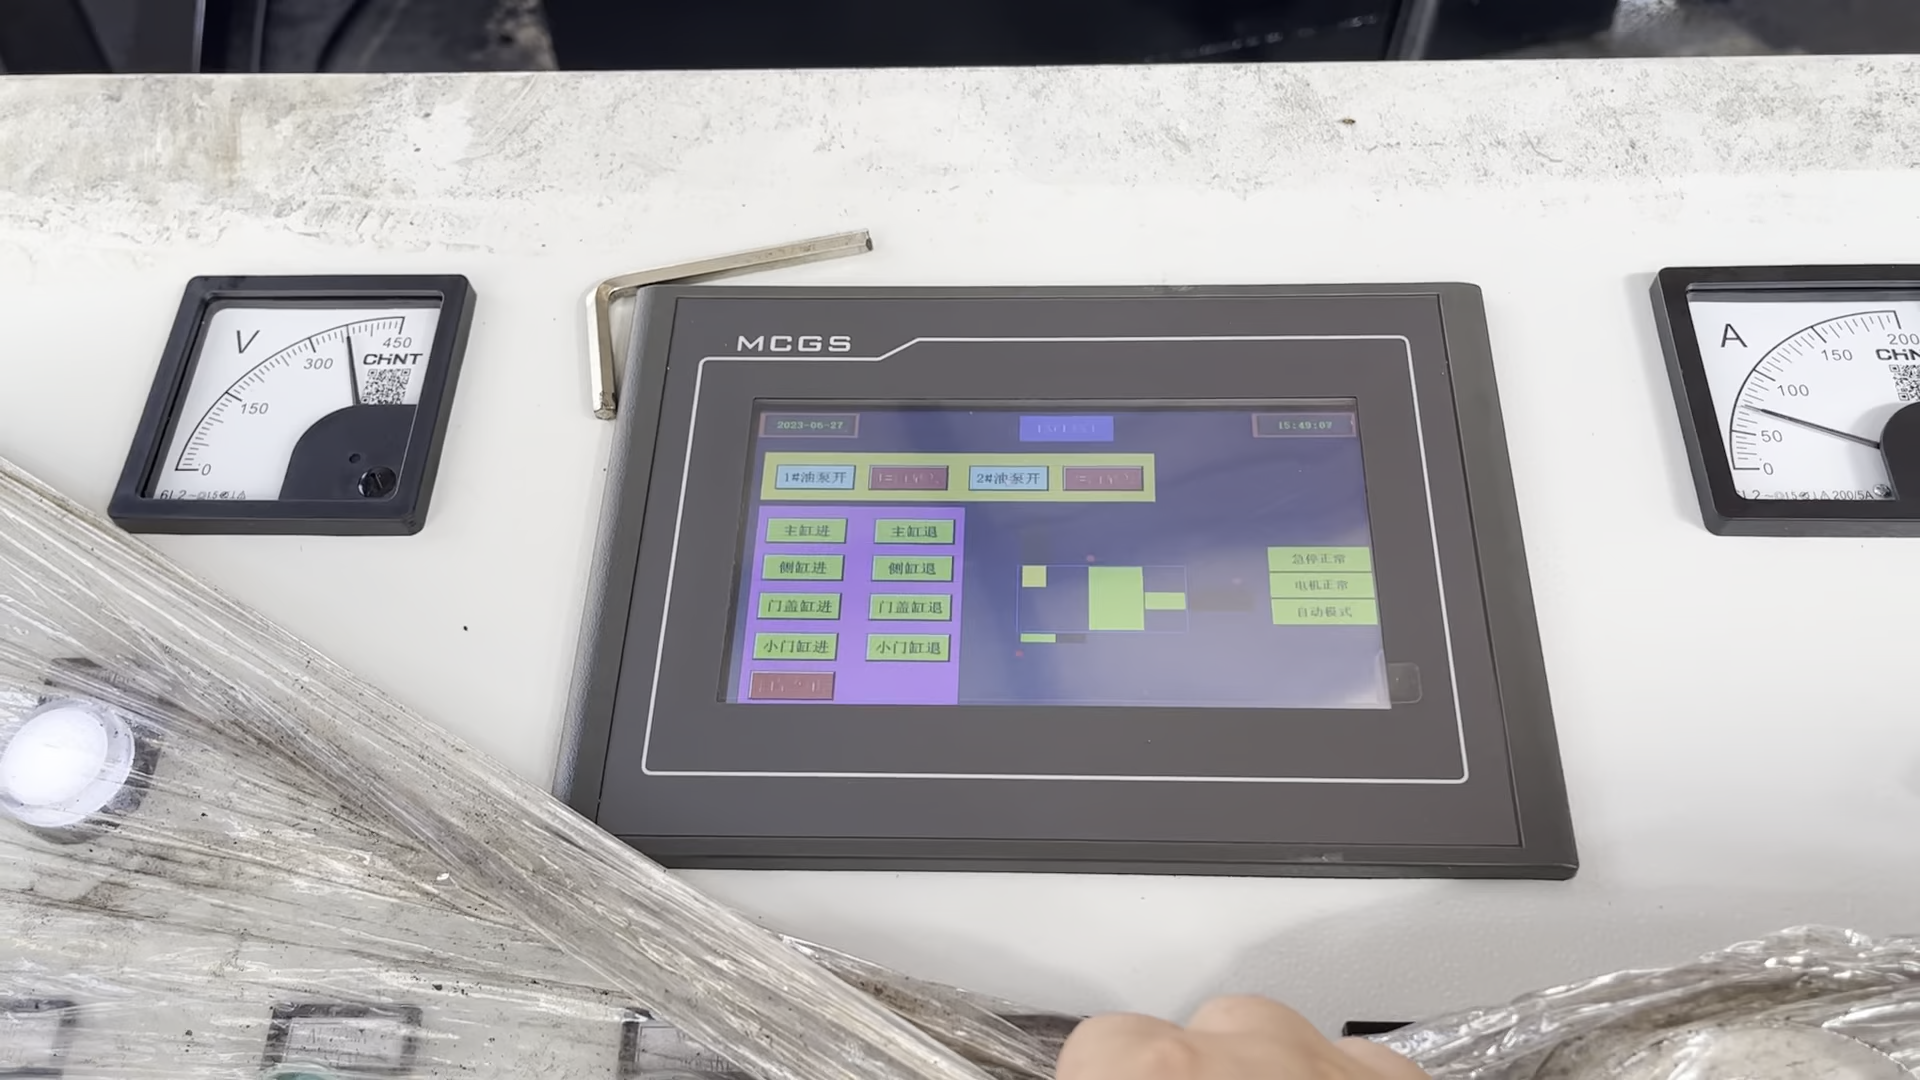 V
450
300
CHNT
150
0
MCGS
2023-06-27
15:49:07
1#油泵开
2#油泵开
主缸进
主缸退
侧缸进
侧缸退
门盖缸进
门盖缸退
小门缸进
小门缸退
急停正常
电机正常
自动模式
A
200
150
CHN
100
50
0
200/5A